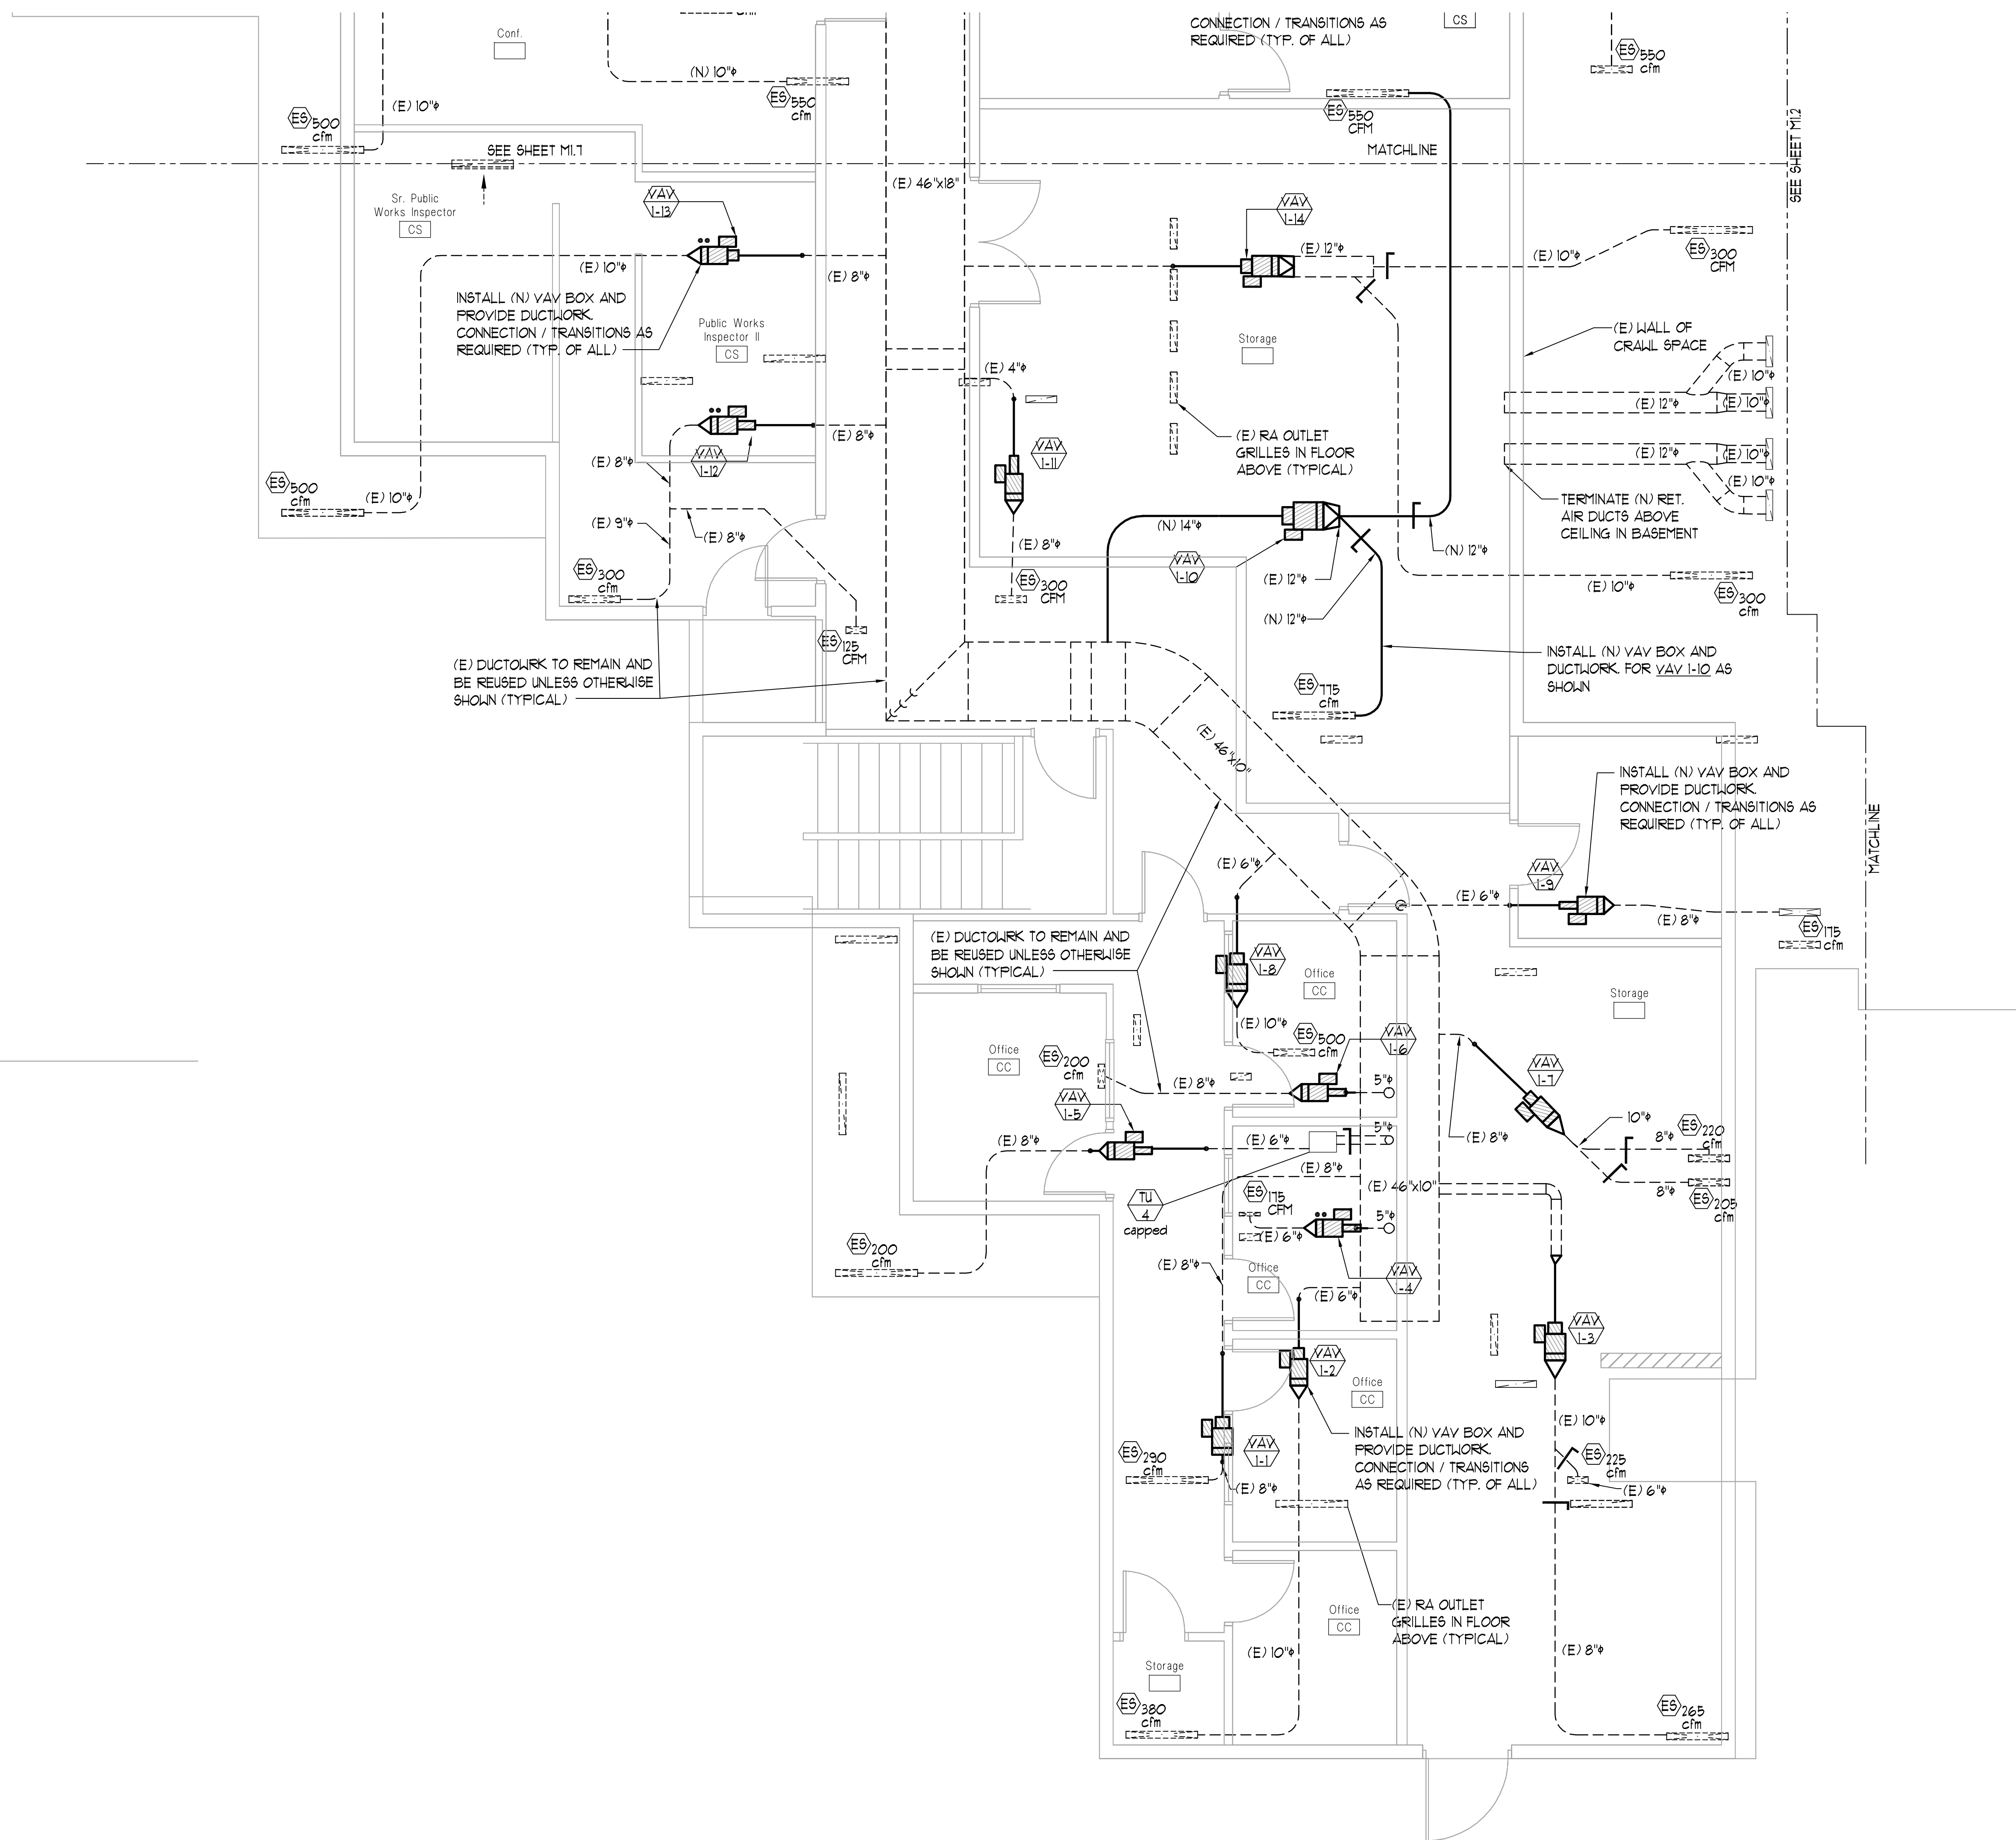 Conf.
(N) 10"ϕ
(E) 10"ϕ
ES 500
cfm
ES 550
cfm
CONNECTION / TRANSITIONS AS
REQUIRED (TYP. OF ALL)
CS
ES 550
cfm
ES 550
CFM
SEE SHEET M1.7
MATCHLINE
SEE SHEET M1.2
Sr. Public
Works Inspector
CS
VAV
1-13
(E) 46"x18"
VAV
1-14
(E) 12"ϕ
(E) 10"ϕ
ES 300
CFM
(E) 10"ϕ
(E) 8"ϕ
INSTALL (N) VAV BOX AND
PROVIDE DUCTWORK.
CONNECTION / TRANSITIONS AS
REQUIRED (TYP. OF ALL)
Public Works
Inspector II
CS
Storage
(E) WALL OF
CRAWL SPACE
(E) 4"ϕ
(E) 10"ϕ
(E) 12"ϕ
(E) 10"ϕ
(E) 8"ϕ
VAV
1-12
(E) 8"ϕ
VAV
1-11
(E) RA OUTLET
GRILLES IN FLOOR
ABOVE (TYPICAL)
(E) 12"ϕ
(E) 10"ϕ
(E) 10"ϕ
ES 500
cfm
(E) 10"ϕ
TERMINATE (N) RET.
AIR DUCTS ABOVE
CEILING IN BASEMENT
(E) 9"ϕ
(E) 8"ϕ
(E) 8"ϕ
(N) 14"ϕ
(N) 12"ϕ
VAV
1-10
(E) 12"ϕ
(E) 10"ϕ
ES 300
cfm
ES 300
CFM
ES 300
cfm
(N) 12"ϕ
ES 125
CFM
(E) DUCTOWRK TO REMAIN AND
BE REUSED UNLESS OTHERWISE
SHOWN (TYPICAL)
INSTALL (N) VAV BOX AND
DUCTWORK. FOR VAV 1-10 AS
SHOWN
ES 775
cfm
(E) 46"x10"
INSTALL (N) VAV BOX AND
PROVIDE DUCTWORK.
CONNECTION / TRANSITIONS AS
REQUIRED (TYP. OF ALL)
MATCHLINE
(E) 6"ϕ
VAV
1-9
(E) 6"ϕ
(E) 8"ϕ
ES 175
cfm
(E) DUCTOWRK TO REMAIN AND
BE REUSED UNLESS OTHERWISE
SHOWN (TYPICAL)
VAV
1-8
Office
CC
Storage
(E) 10"ϕ
ES 500
cfm
VAV
1-6
Office
CC
ES 200
cfm
(E) 8"ϕ
5"ϕ
VAV
1-7
VAV
1-5
10"ϕ
(E) 8"ϕ
8"ϕ
ES 220
cfm
(E) 8"ϕ
(E) 6"ϕ
5"ϕ
(E) 8"ϕ
(E) 46"x10"
8"ϕ
ES 205
cfm
TU
4
capped
ES 175
CFM
5"ϕ
(E) 6"ϕ
ES 200
cfm
(E) 8"ϕ
Office
CC
VAV
1-4
(E) 6"ϕ
VAV
1-3
VAV
1-2
Office
CC
(E) 10"ϕ
INSTALL (N) VAV BOX AND
PROVIDE DUCTWORK.
CONNECTION / TRANSITIONS
AS REQUIRED (TYP. OF ALL)
VAV
1-1
ES 290
cfm
(E) 8"ϕ
ES 225
cfm
(E) 6"ϕ
(E) RA OUTLET
GRILLES IN FLOOR
ABOVE (TYPICAL)
Office
CC
(E) 10"ϕ
(E) 8"ϕ
Storage
ES 380
cfm
ES 265
cfm